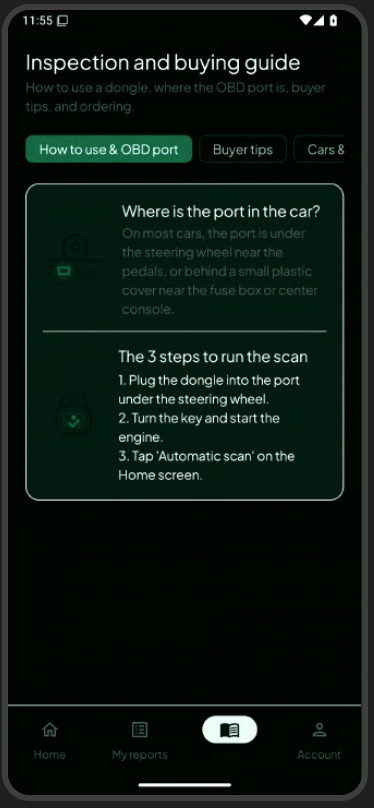 11:55
Inspection and buying guide
How to use a dongle, where the OBD port is, buyer
tips, and ordering.
How to use & OBD port
Buyer tips
Cars &
Where is the port in the car?
On most cars, the port is under
the steering wheel near the
pedals, or behind a small plastic
cover near the fuse box or center
console.
The 3 steps to run the scan
1. Plug the dongle into the port
under the steering wheel.
2. Turn the key and start the
engine.
3. Tap 'Automatic scan' on the
Home screen.
Home
My reports
Account